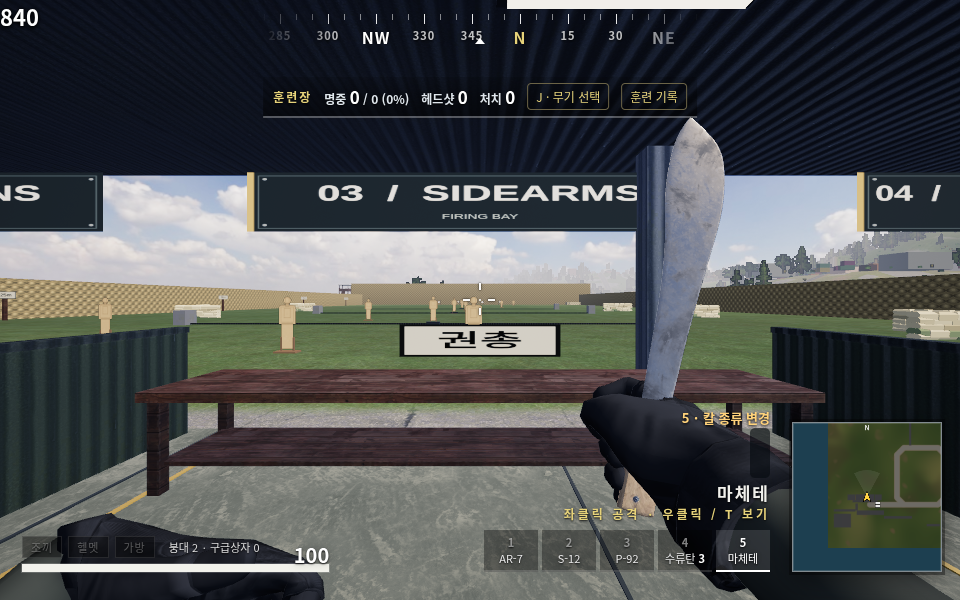 840
285 300 NW 330 345 N 15 30 NE
훈련장 명중 0 / 0 (0%) 헤드샷 0 처치 0 J · 무기 선택 훈련 기록
NS
03 / SIDEARMS
FIRING BAY
04 /
권총
5 · 칼 종류 변경
N
마체테
좌클릭 공격 · 우클릭 / T 보기
조끼 헬멧 가방 붕대 2 · 구급상자 0 100
1 2 3 4 5
AR-7 S-12 P-92 수류탄 3 마체테